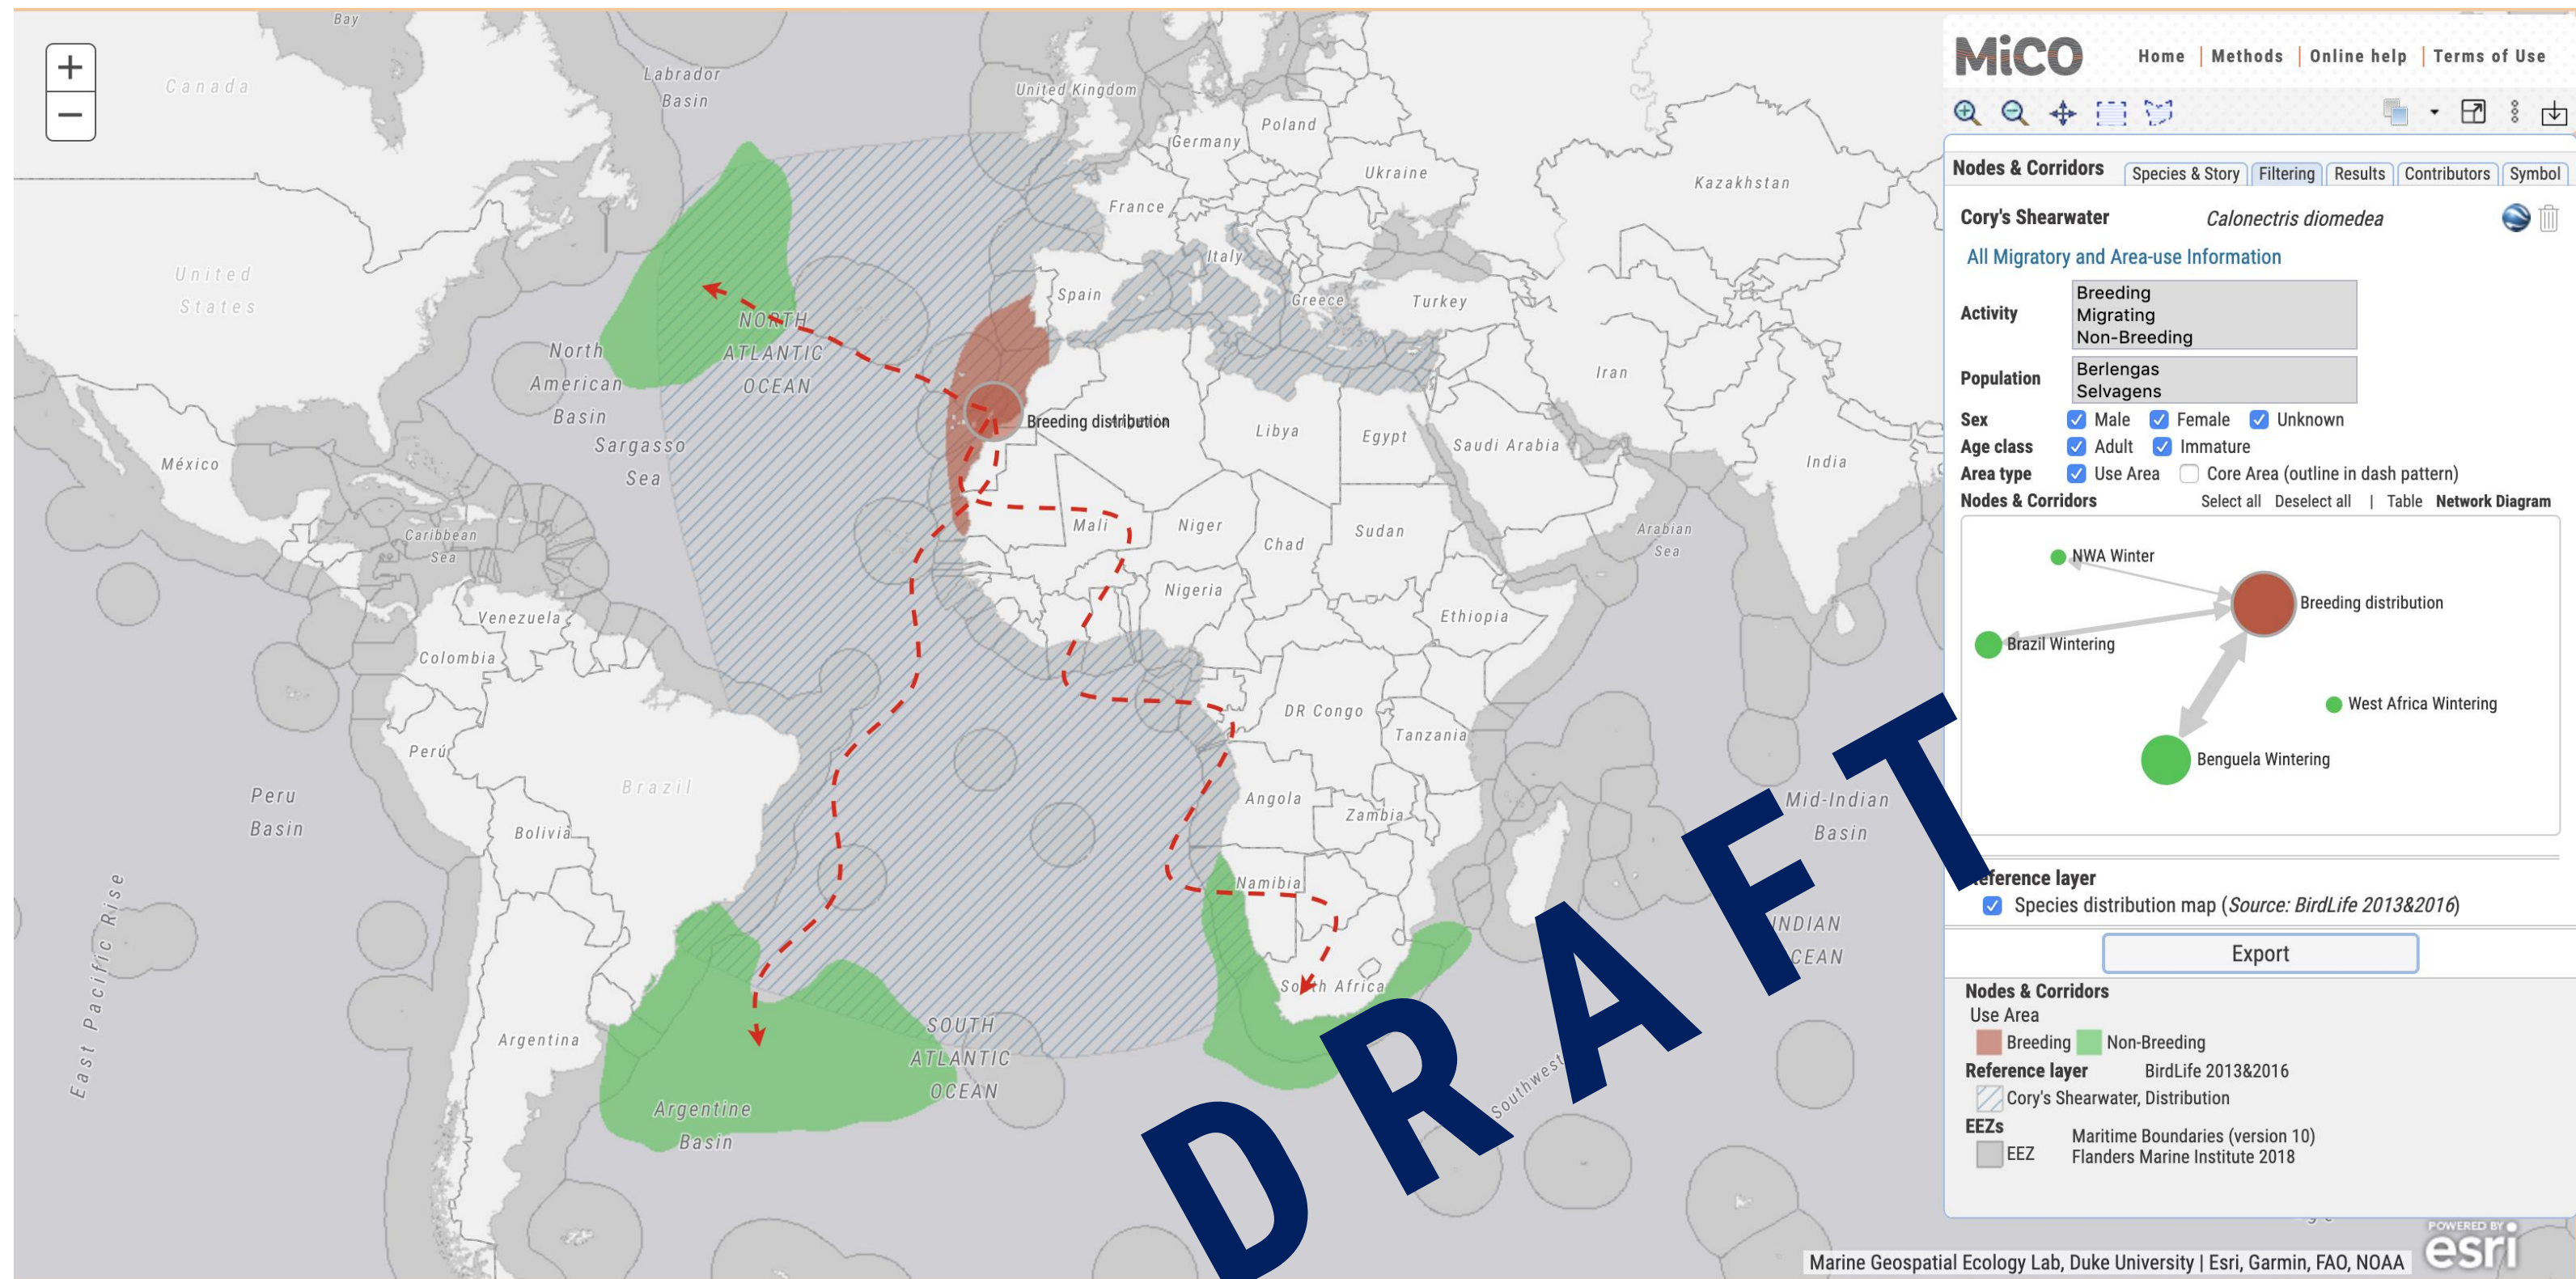 Bay
Canada
Labrador
Basin
United Kingdom
Poland
Germany
Ukraine
Kazakhstan
France
Italy
United
States
Spain
Greece
Turkey
NORTH
ATLANTIC
OCEAN
North
American
Basin
Iran
Breeding distribution
Sargasso
Sea
Libya
Egypt
Saudi Arabia
México
India
Caribbean
Sea
Mali
Niger
Chad
Sudan
Arabian
Sea
Nigeria
Venezuela
Ethiopia
Colombia
DR Congo
Tanzania
Perú
Brazil
Peru
Basin
Angola
Zambia
Mid-Indian
Basin
Bolivia
Namibia
East Pacific Rise
INDIAN
OCEAN
South Africa
Argentina
SOUTH
ATLANTIC
OCEAN
Argentine
Basin
Southwest
DRAFT
MiCO
Home | Methods | Online help | Terms of Use
Nodes & Corridors Species & Story Filtering Results Contributors Symbol
Cory's Shearwater Calonectris diomedea
All Migratory and Area-use Information
Activity
Breeding
Migrating
Non-Breeding
Population
Berlengas
Selvagens
Sex Male Female Unknown
Age class Adult Immature
Area type Use Area Core Area (outline in dash pattern)
Nodes & Corridors Select all Deselect all | Table Network Diagram
NWA Winter
Breeding distribution
Brazil Wintering
West Africa Wintering
Benguela Wintering
Reference layer
Species distribution map (Source: BirdLife 2013&2016)
Export
Nodes & Corridors
Use Area
Breeding Non-Breeding
Reference layer BirdLife 2013&2016
Cory's Shearwater, Distribution
EEZs
EEZ Maritime Boundaries (version 10)
Flanders Marine Institute 2018
POWERED BY
esri
Marine Geospatial Ecology Lab, Duke University | Esri, Garmin, FAO, NOAA